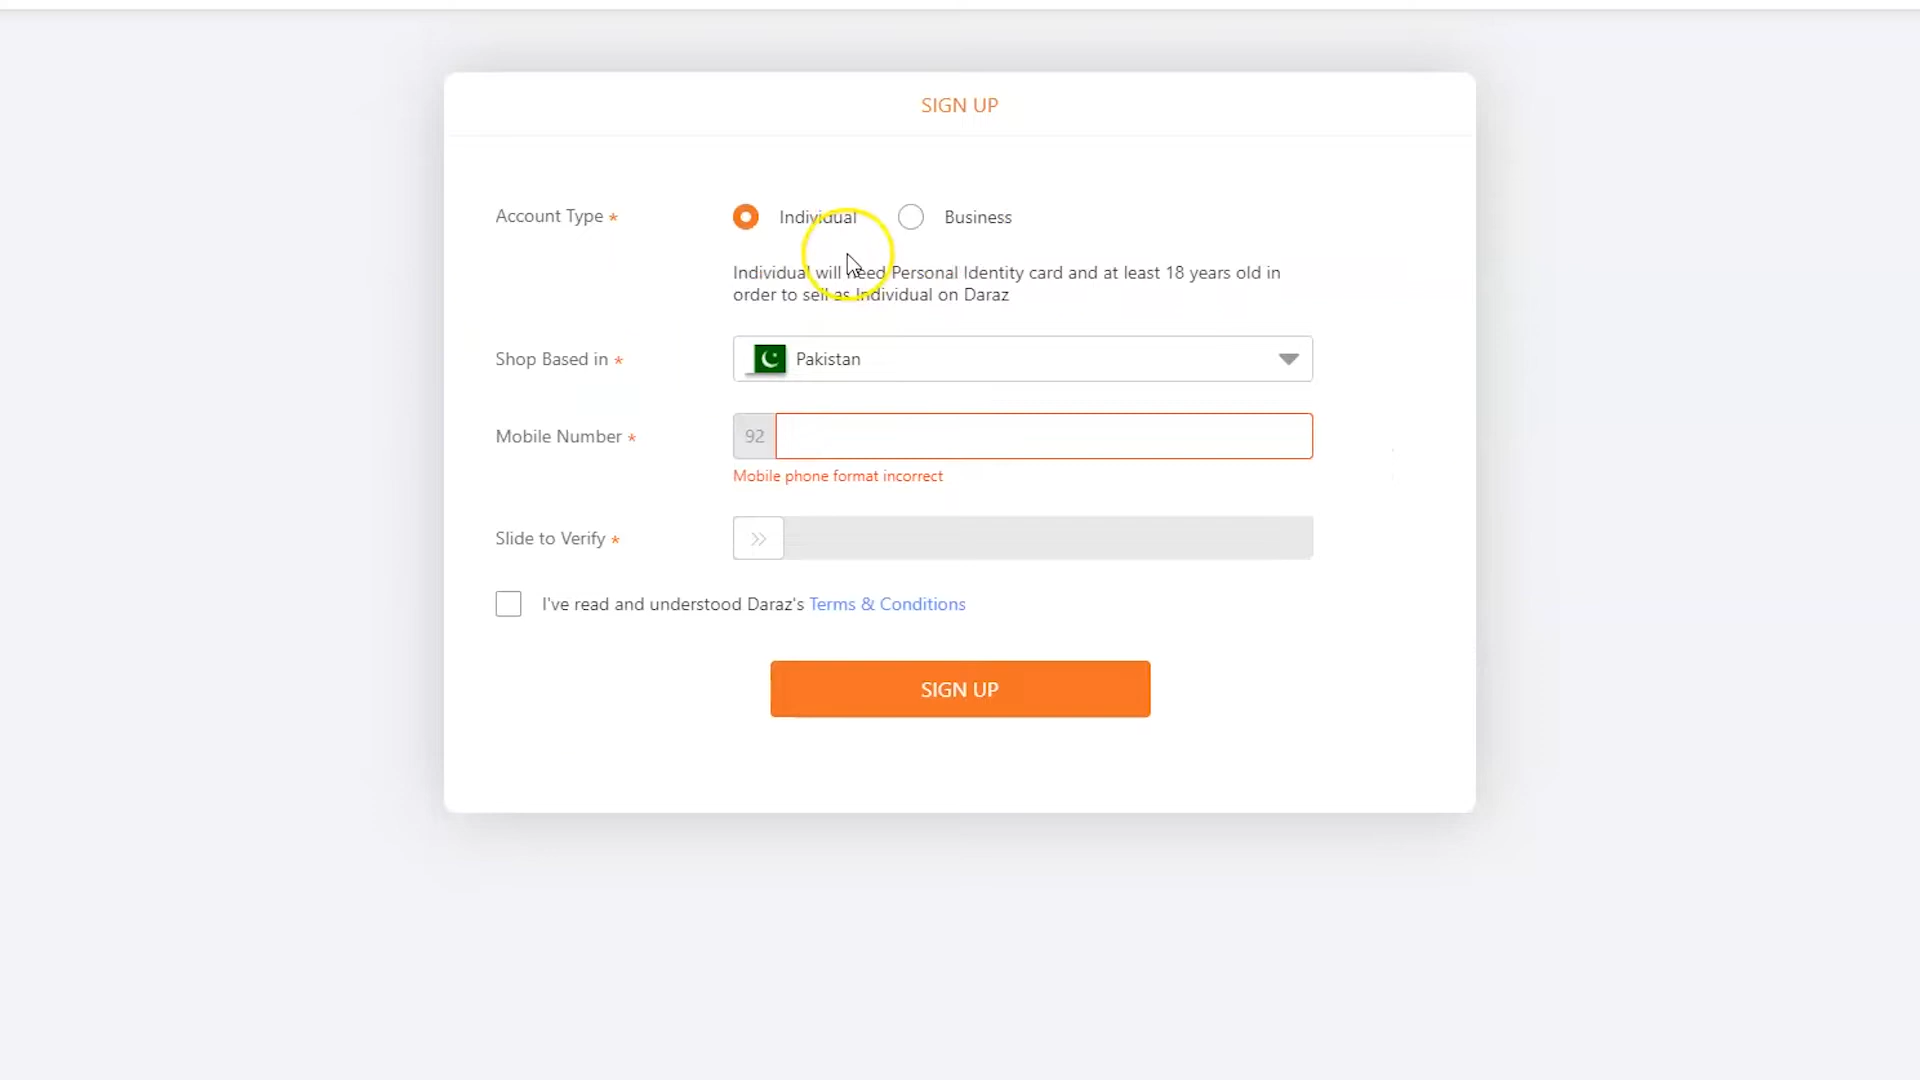 SIGN UP
Account Type *
Individual
Business
Individual will need Personal Identity card and at least 18 years old in
order to sell as Individual on Daraz
Shop Based in *
Pakistan
Mobile Number *
92
Mobile phone format incorrect
Slide to Verify *
I've read and understood Daraz's Terms & Conditions
SIGN UP